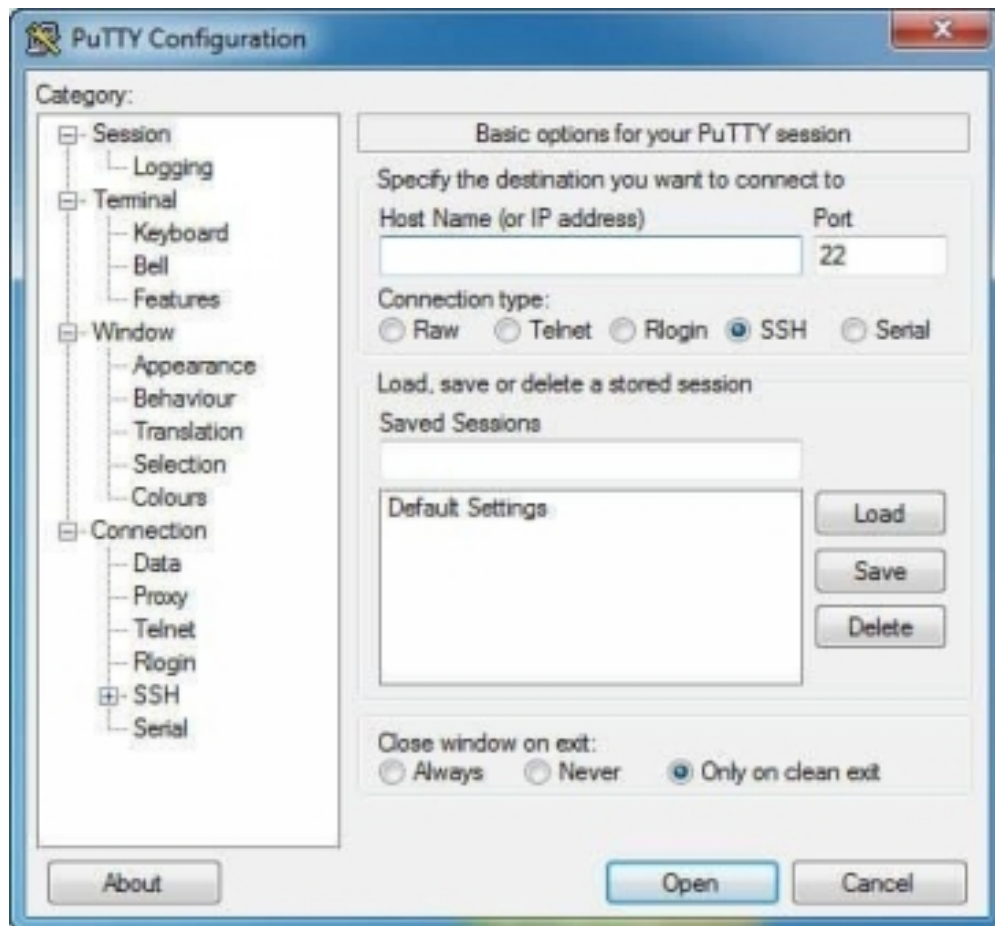 PuTTY Configuration
Category:
Session
Logging
Terminal
Keyboard
Bell
Features
Window
Appearance
Behaviour
Translation
Selection
Colours
Connection
Data
Proxy
Telnet
Rlogin
SSH
Serial
Basic options for your PuTTY session
Specify the destination you want to connect to
Host Name (or IP address) Port
22
Connection type:
Raw Telnet Rlogin SSH Serial
Load, save or delete a stored session
Saved Sessions
Default Settings
Load
Save
Delete
Close window on exit:
Always Never Only on clean exit
About Open Cancel